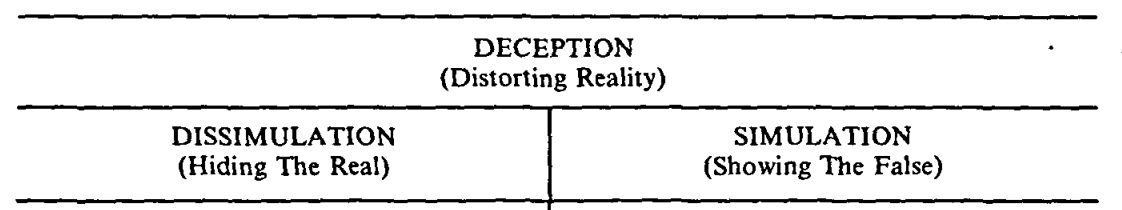 DECEPTION
(Distorting Reality)
DISSIMULATION
(Hiding The Real)
SIMULATION
(Showing The False)